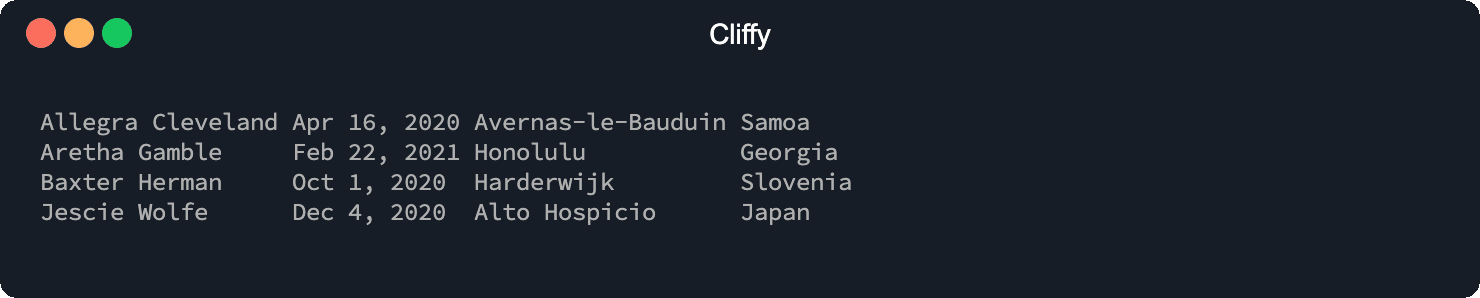 Cliffy
Allegra Cleveland Apr 16, 2020 Avernas-le-Bauduin Samoa
Aretha Gamble     Feb 22, 2021 Honolulu           Georgia
Baxter Herman     Oct 1, 2020  Harderwijk         Slovenia
Jescie Wolfe      Dec 4, 2020  Alto Hospicio      Japan